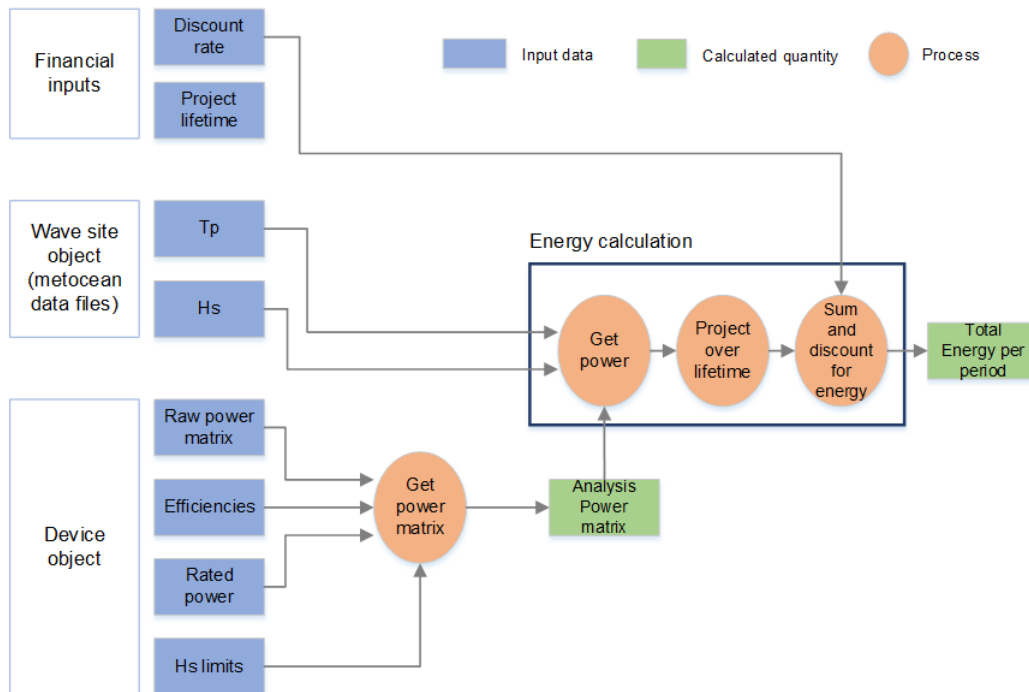 Financial
inputs
Discount
rate
Project
lifetime
Input data
Calculated quantity
Process
Wave site
object
(metocean
data files)
Tp
Hs
Energy calculation
Get
power
Project
over
lifetime
Sum
and
discount
for
energy
Total
Energy per
period
Device
object
Raw power
matrix
Efficiencies
Rated
power
Hs limits
Get
power
matrix
Analysis
Power
matrix